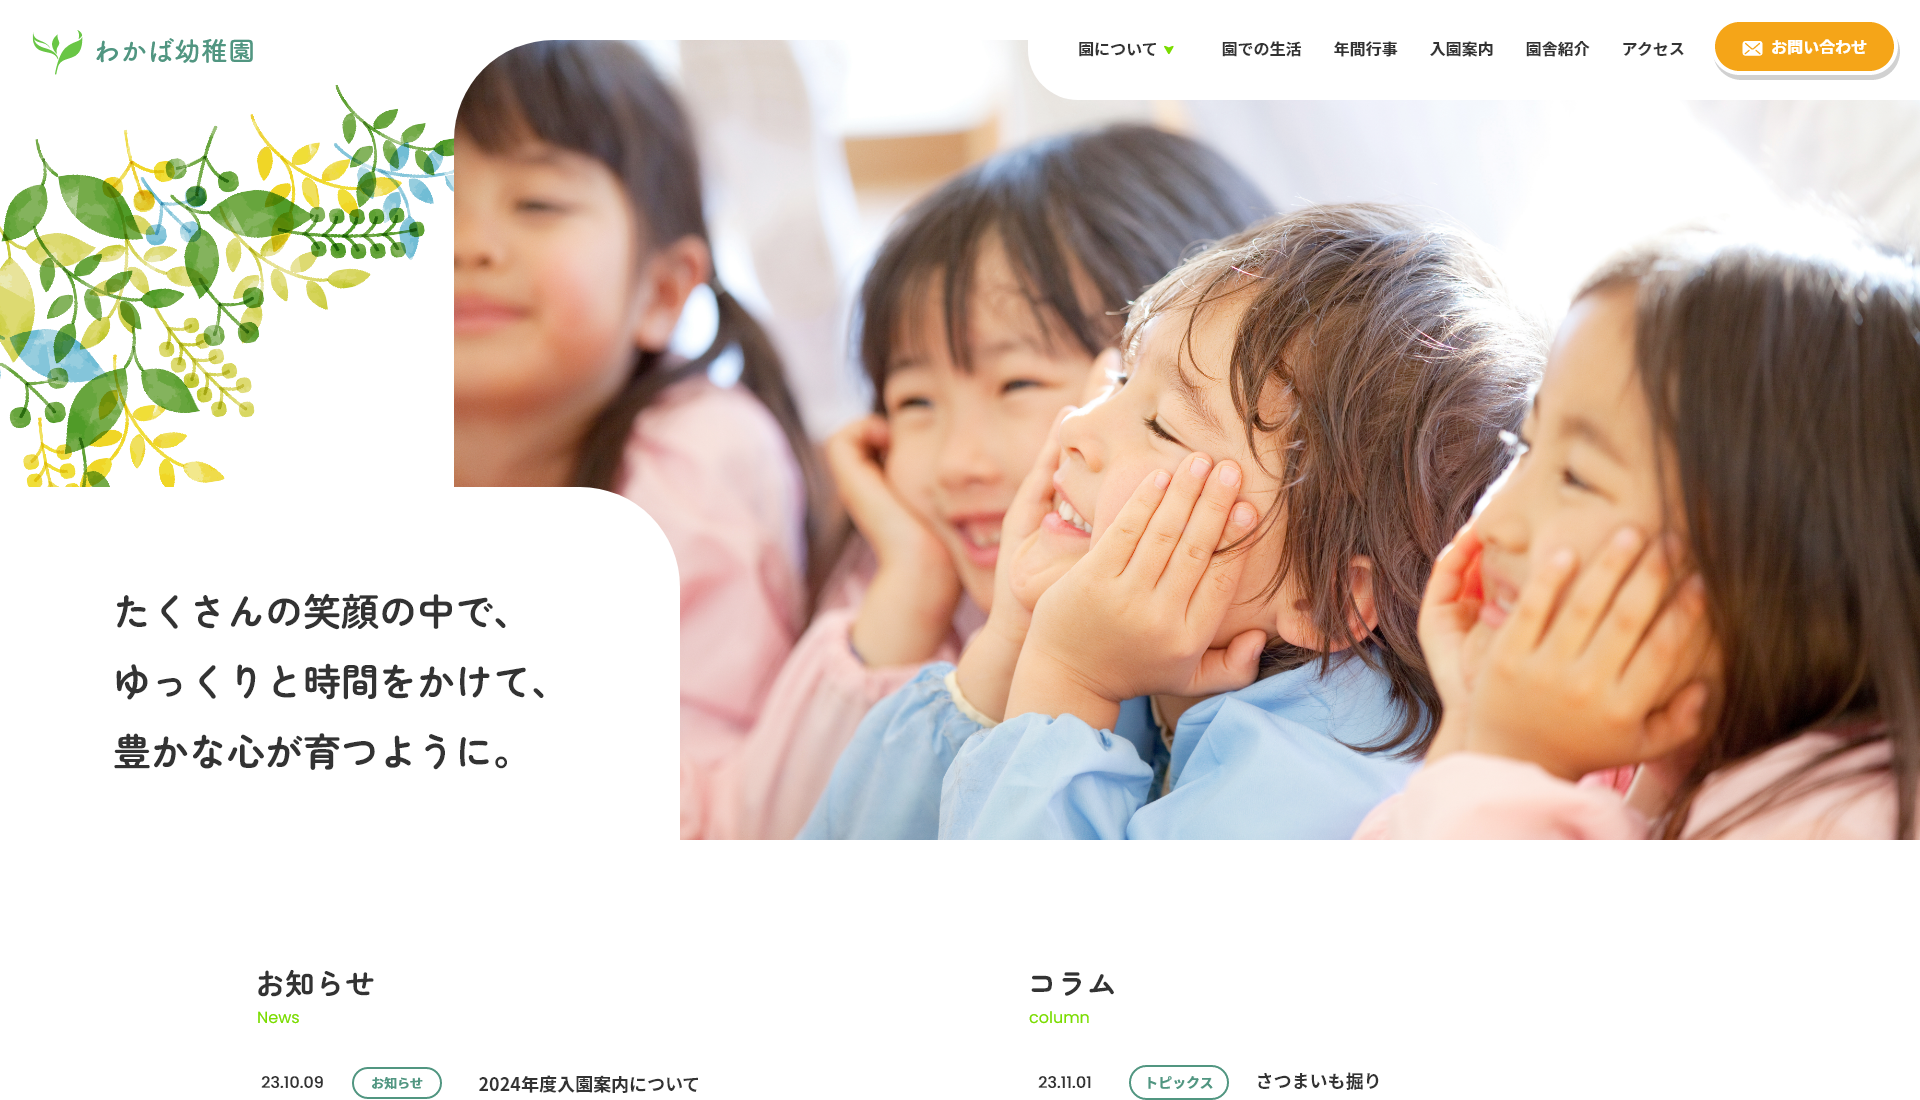 わかば幼稚園
園について
園での生活
年間行事
入園案内
園舎紹介
アクセス
お問い合わせ
たくさんの笑顔の中で、
ゆっくりと時間をかけて、
豊かな心が育つように。
お知らせ
News
23.10.09 お知らせ 2024年度入園案内について
コラム
column
23.11.01 トピックス さつまいも掘り